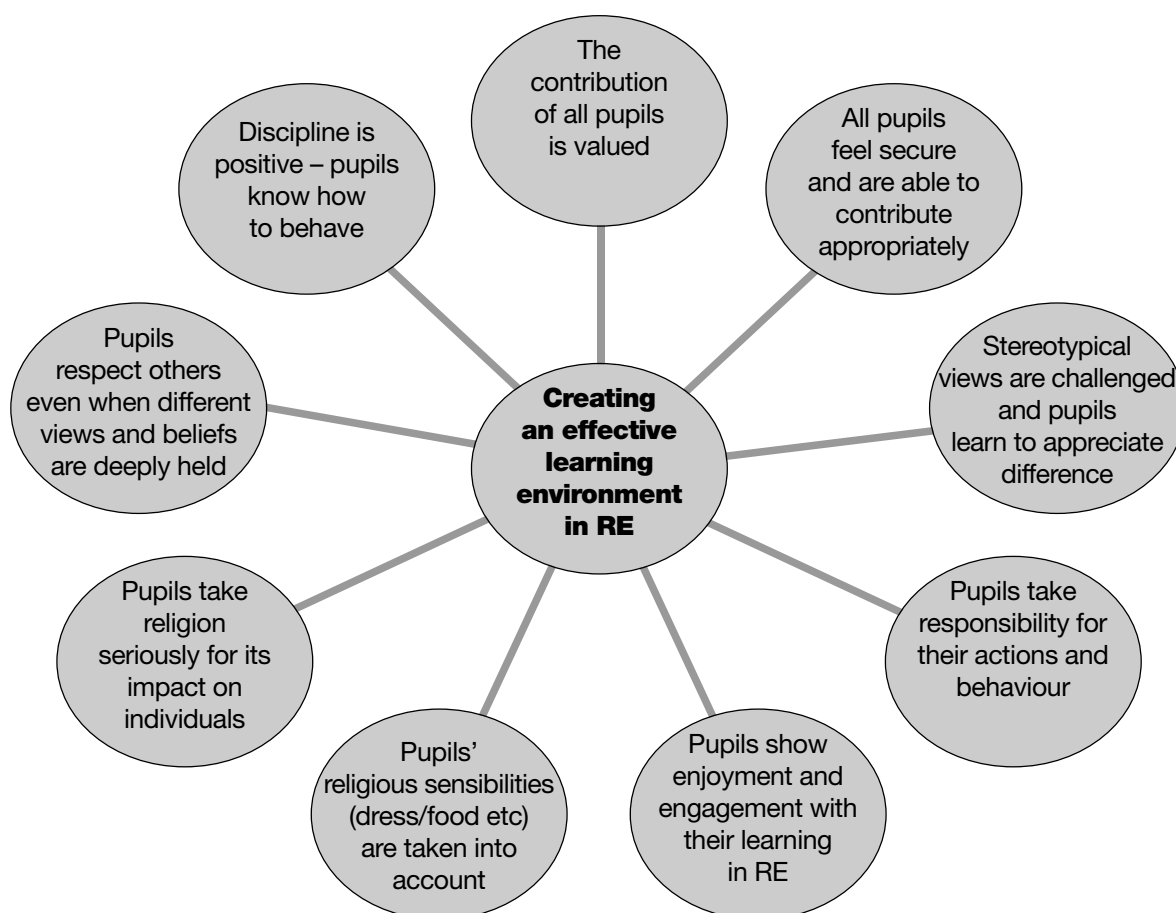 The
contribution
of all pupils
is valued
All pupils
feel secure
and are able to
contribute
appropriately
Stereotypical
views are challenged
and pupils
learn to appreciate
difference
Pupils take
responsibility for
their actions and
behaviour
Pupils show
enjoyment and
engagement with
their learning
in RE
Pupils’
religious sensibilities
(dress/food etc)
are taken into
account
Pupils take
religion
seriously for its
impact on
individuals
Pupils
respect others
even when different
views and beliefs
are deeply held
Discipline is
positive – pupils
know how
to behave
Creating
an effective
learning
environment
in RE